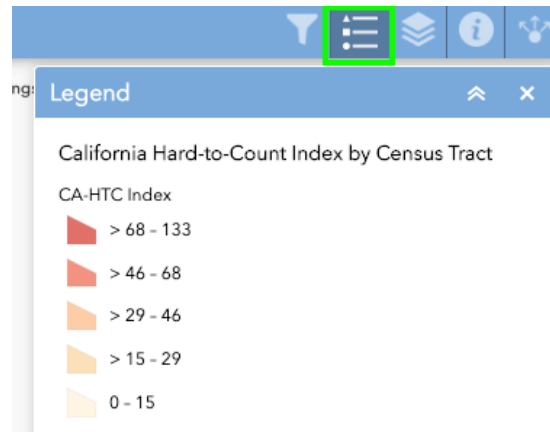 ngs
Legend
California Hard-to-Count Index by Census Tract
CA-HTC Index
> 68 – 133
> 46 – 68
> 29 – 46
> 15 – 29
0 – 15